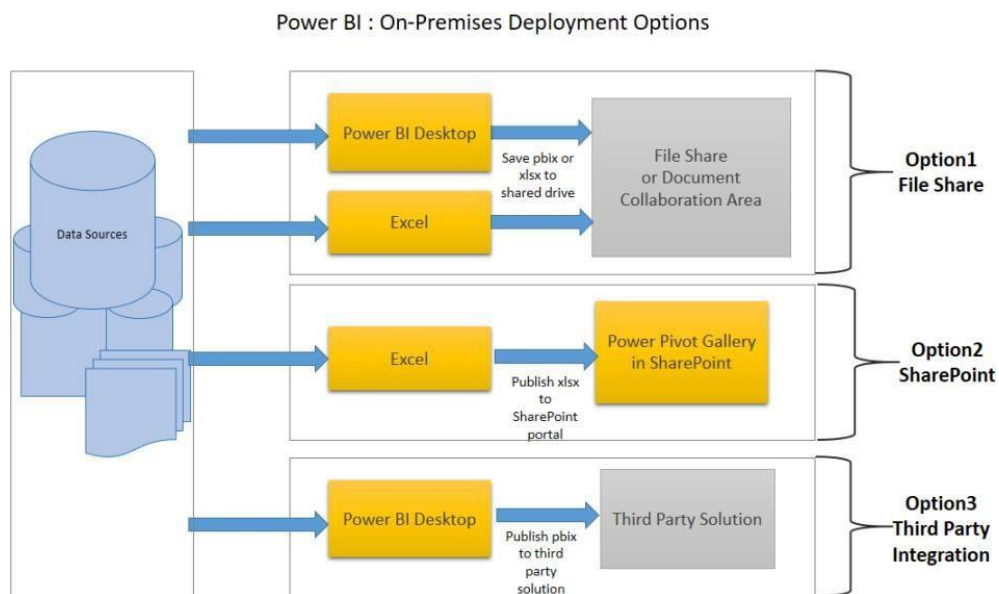 Power BI : On-Premises Deployment Options
Data Sources
Power BI Desktop
Save pbix or
xlsx to
shared drive
Excel
File Share
or Document
Collaboration Area
Option1
File Share
Excel
Publish xlsx
to
SharePoint
portal
Power Pivot Gallery
in SharePoint
Option2
SharePoint
Power BI Desktop
Publish pbix
to third
party
solution
Third Party Solution
Option3
Third Party
Integration